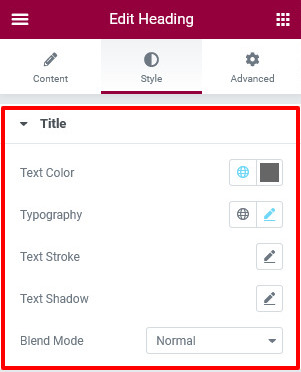 Edit Heading
Content Style Advanced
Title
Text Color
Typography
Text Stroke
Text Shadow
Blend Mode Normal